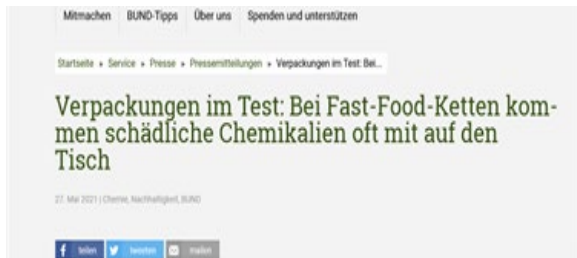 Mitmachen BUND-Tipps Über uns Spenden und unterstützen
Startseite » Service » Presse » Pressemitteilungen » Verpackungen im Test: Bei...
Verpackungen im Test: Bei Fast-Food-Ketten kom-
men schädliche Chemikalien oft mit auf den
Tisch
27. Mai 2021 | Chemie, Nachhaltigkeit, BUND
teilen twittern mailen